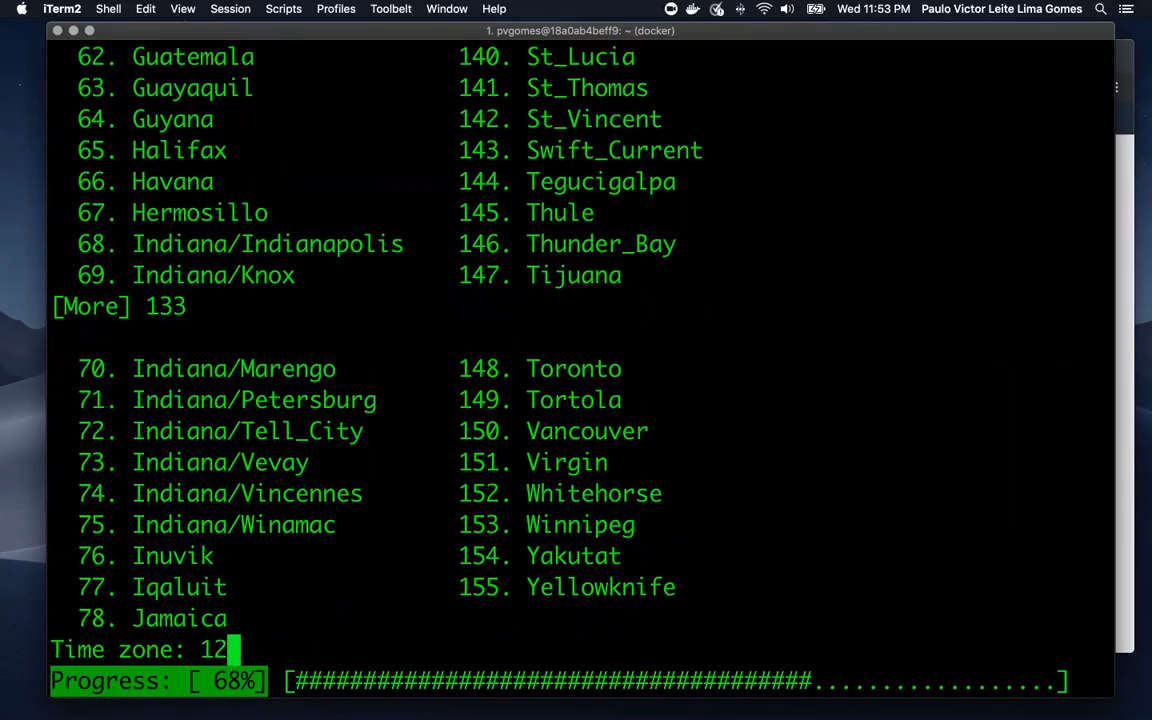 iTerm2 Shell Edit View Session Scripts Profiles Toolbelt Window Help Wed 11:53 PM Paulo Victor Leite Lima Gomes
1. pvgomes@18a0ab4beff9: ~ (docker)
62. Guatemala 140. St_Lucia
63. Guayaquil 141. St_Thomas
64. Guyana 142. St_Vincent
65. Halifax 143. Swift_Current
66. Havana 144. Tegucigalpa
67. Hermosillo 145. Thule
68. Indiana/Indianapolis 146. Thunder_Bay
69. Indiana/Knox 147. Tijuana
[More] 133
70. Indiana/Marengo 148. Toronto
71. Indiana/Petersburg 149. Tortola
72. Indiana/Tell_City 150. Vancouver
73. Indiana/Vevay 151. Virgin
74. Indiana/Vincennes 152. Whitehorse
75. Indiana/Winamac 153. Winnipeg
76. Inuvik 154. Yakutat
77. Iqaluit 155. Yellowknife
78. Jamaica
Time zone: 12
Progress: [ 68%] [######################################..................]